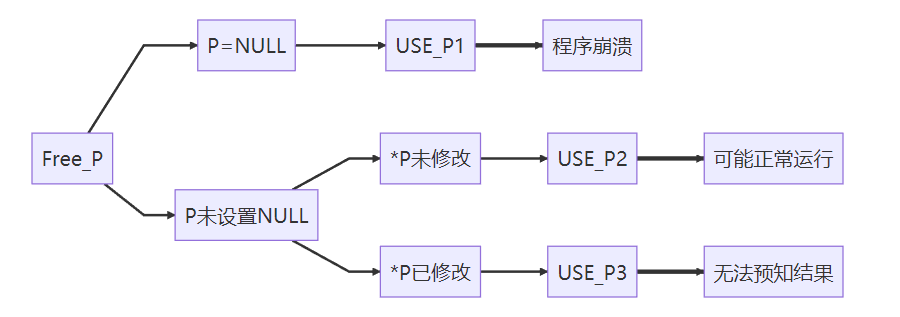 P=NULL
USE_P1
程序崩溃
Free_P
*P未修改
USE_P2
可能正常运行
P未设置NULL
*P已修改
USE_P3
无法预知结果